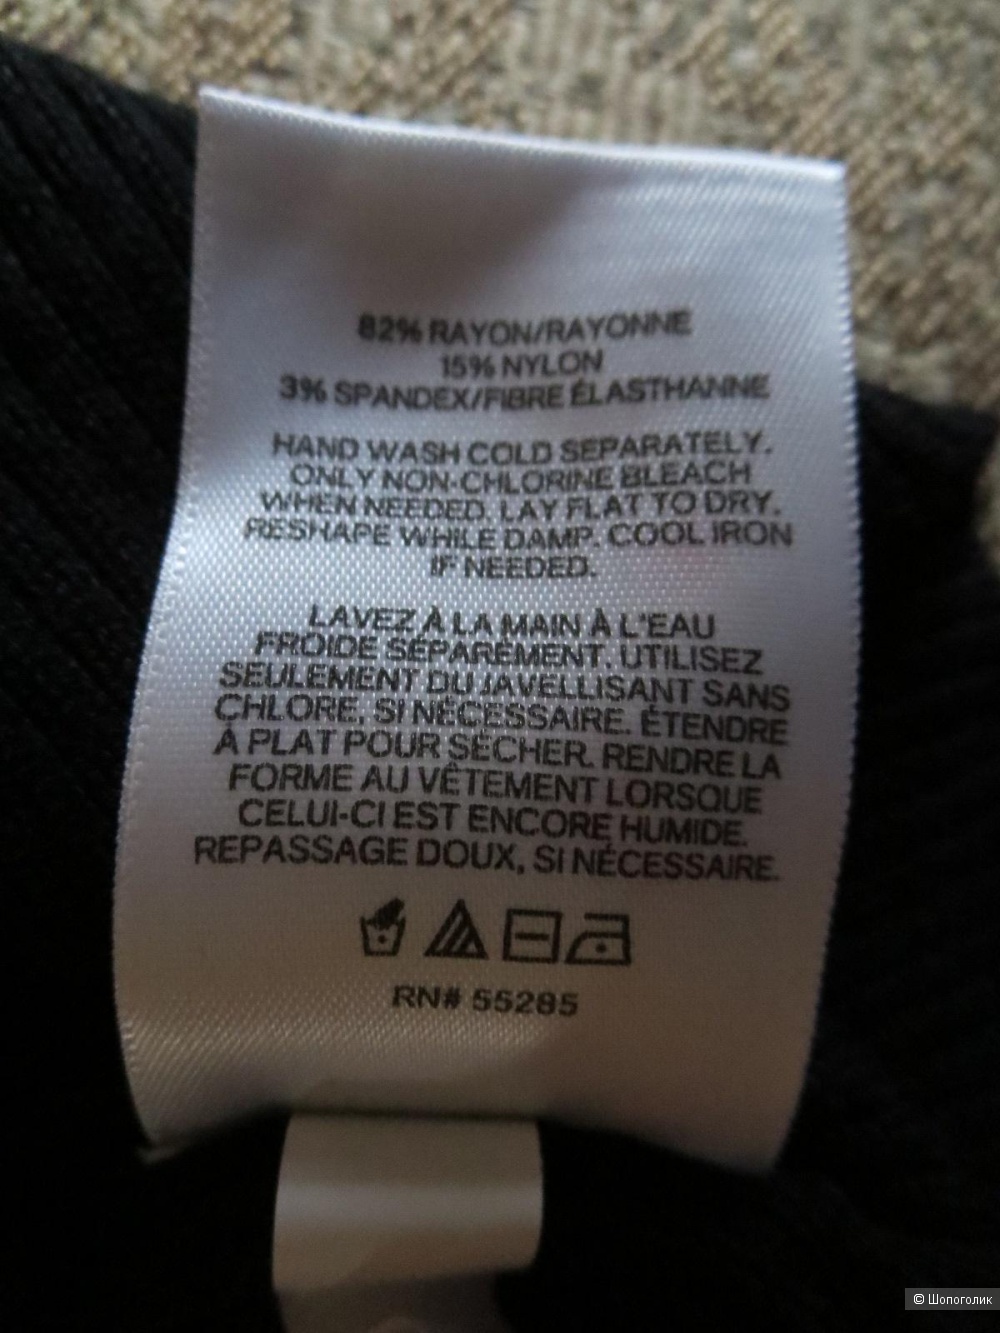 82% RAYON/RAYONNE
15% NYLON
3% SPANDEX/FIBRE ÉLASTHANNE
HAND WASH COLD SEPARATELY.
ONLY NON-CHLORINE BLEACH
WHEN NEEDED. LAY FLAT TO DRY.
RESHAPE WHILE DAMP. COOL IRON
IF NEEDED.
LAVEZ À LA MAIN À L'EAU
FROIDE SÉPARÉMENT. UTILISEZ
SEULEMENT DU JAVELLISANT SANS
CHLORE, SI NÉCESSAIRE. ÉTENDRE
À PLAT POUR SÉCHER. RENDRE LA
FORME AU VÊTEMENT LORSQUE
CELUI-CI EST ENCORE HUMIDE.
REPASSAGE DOUX, SI NÉCESSAIRE.
RN# 55285
© Шопоголик